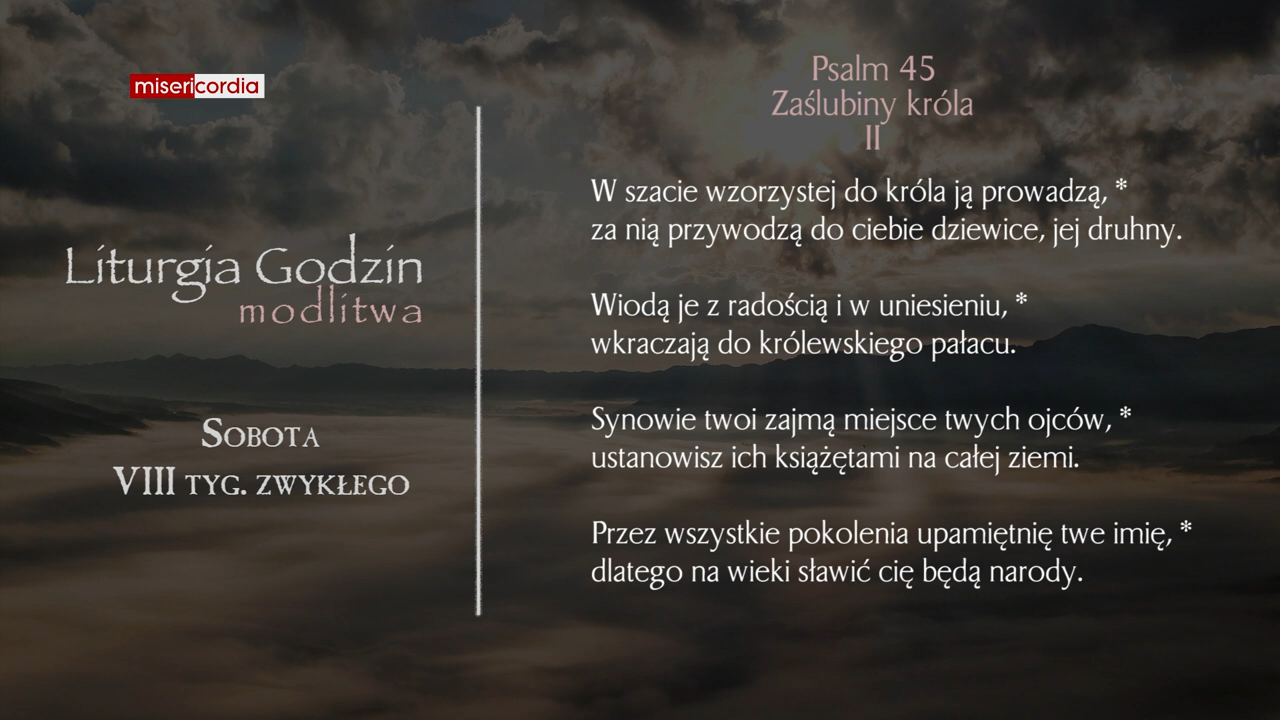 misericordia
Liturgia Godzin
modlitwa
Sobota
VIII tyg. zwykłego
Psalm 45
Zaślubiny króla
II
W szacie wzorzystej do króla ją prowadzą, *
za nią przywodzą do ciebie dziewice, jej druhny.
Wiodą je z radością i w uniesieniu, *
wkraczają do królewskiego pałacu.
Synowie twoi zajmą miejsce twych ojców, *
ustanowisz ich książętami na całej ziemi.
Przez wszystkie pokolenia upamiętnię twe imię, *
dlatego na wieki sławić cię będą narody.